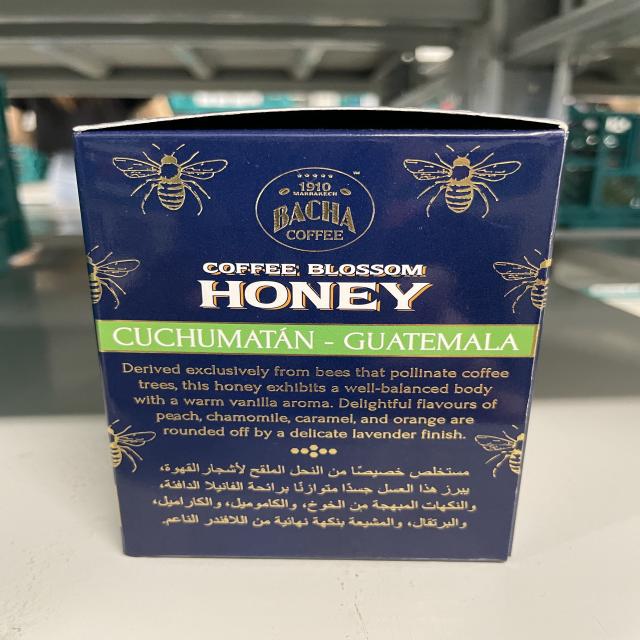 1910
MARRAKECH
BACHA
COFFEE
™
COFFEE BLOSSOM
HONEY
CUCHUMATÁN - GUATEMALA
Derived exclusively from bees that pollinate coffee
trees, this honey exhibits a well-balanced body
with a warm vanilla aroma. Delightful flavours of
peach, chamomile, caramel, and orange are
rounded off by a delicate lavender finish.
مستخلص خصيصًا من النحل الملقح لأشجار القهوة،
يبرز هذا العسل جسدًا متوازنًا برائحة الفانيلا الدافئة،
والنكهات المبهجة من الخوخ، والكاموميل، والكاراميل،
والبرتقال، والمشيعة بنكهة نهائية من اللافندر الناعم.